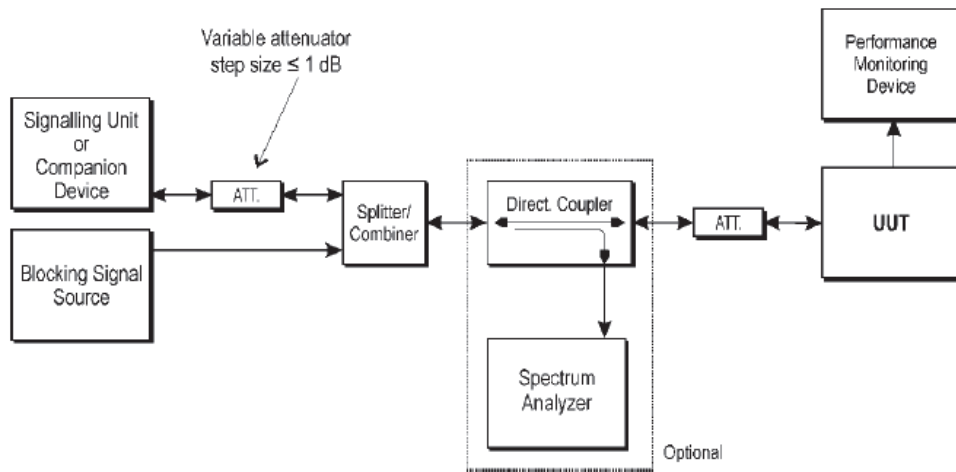 Variable attenuator
step size ≤ 1 dB
Signalling Unit
or
Companion
Device
ATT.
Splitter/
Combiner
Blocking Signal
Source
Direct. Coupler
Spectrum
Analyzer
Optional
ATT.
Performance
Monitoring
Device
UUT